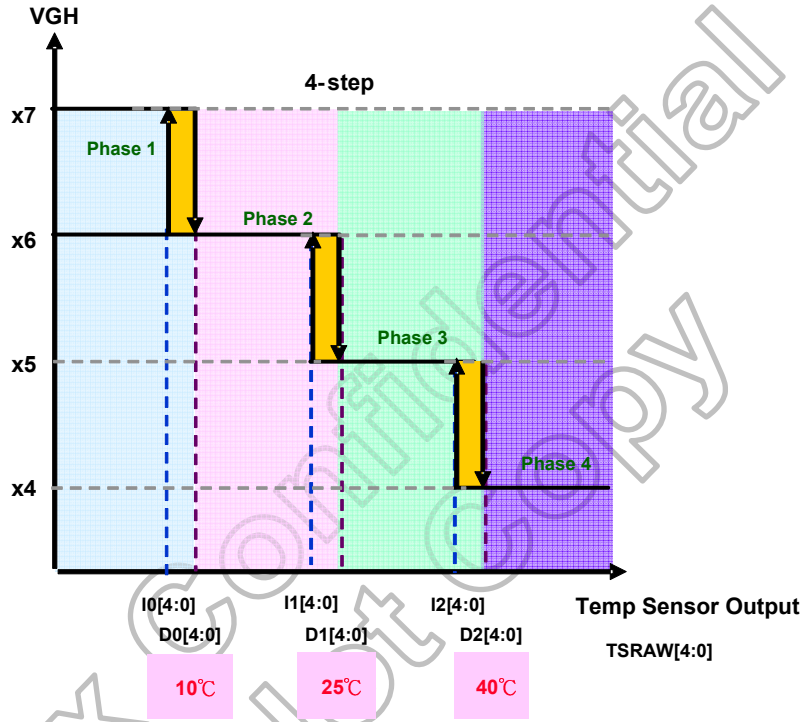 VGH
4-step
x7
Phase 1
Phase 2
x6
Phase 3
x5
Phase 4
x4
I0[4:0] I1[4:0] I2[4:0] Temp Sensor Output
D0[4:0] D1[4:0] D2[4:0] TSRAW[4:0]
10℃ 25℃ 40℃
Confidential
Copy